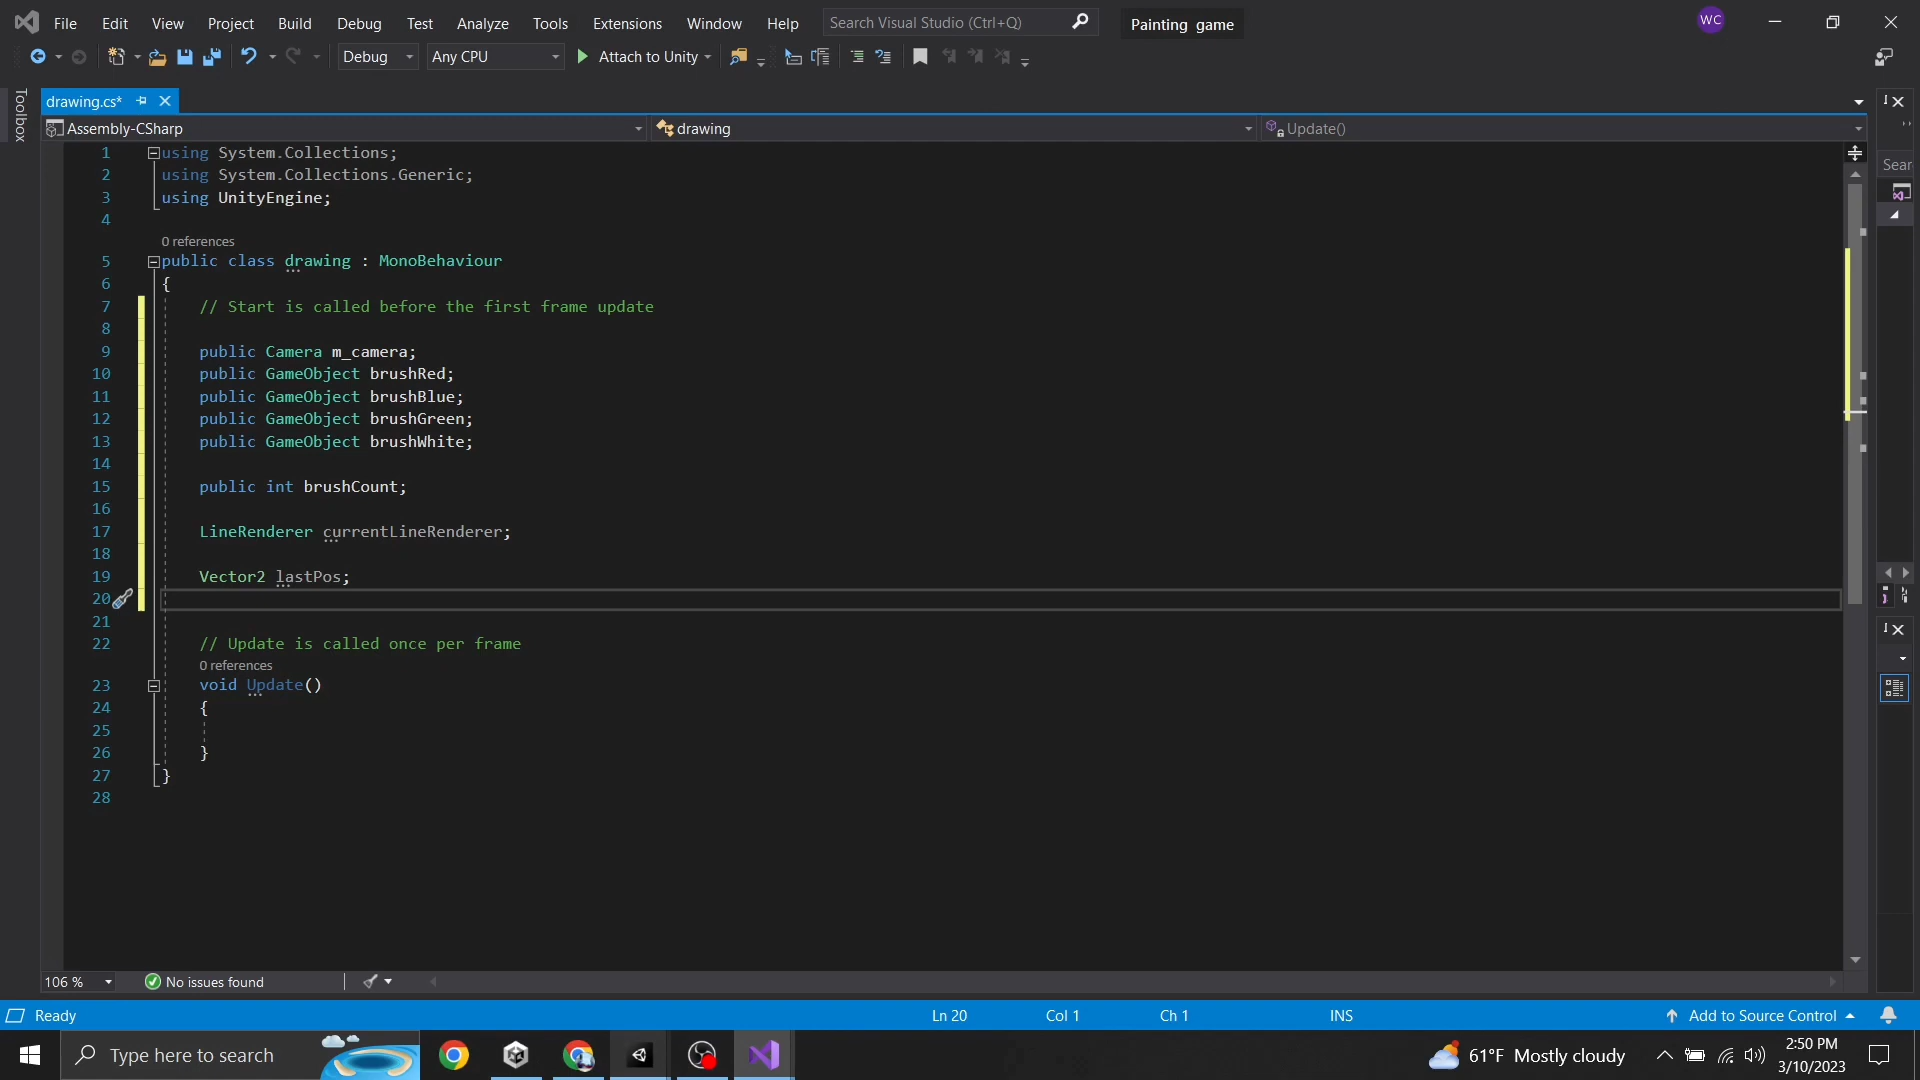 File Edit View Project Build Debug Test Analyze Tools Extensions Window Help Search Visual Studio (Ctrl+Q) Painting game WC
Debug Any CPU Attach to Unity
Toolbox
drawing.cs*
Assembly-CSharp drawing Update()
1 using System.Collections;
2 using System.Collections.Generic;
3 using UnityEngine;
4
0 references
5 public class drawing : MonoBehaviour
6 {
7 // Start is called before the first frame update
8
9 public Camera m_camera;
10 public GameObject brushRed;
11 public GameObject brushBlue;
12 public GameObject brushGreen;
13 public GameObject brushWhite;
14
15 public int brushCount;
16
17 LineRenderer currentLineRenderer;
18
19 Vector2 lastPos;
20
21
22 // Update is called once per frame
0 references
23 void Update()
24 {
25
26 }
27 }
28
Sear
106 % No issues found
Ready Ln 20 Col 1 Ch 1 INS Add to Source Control
Type here to search 61°F Mostly cloudy 2:50 PM
3/10/2023